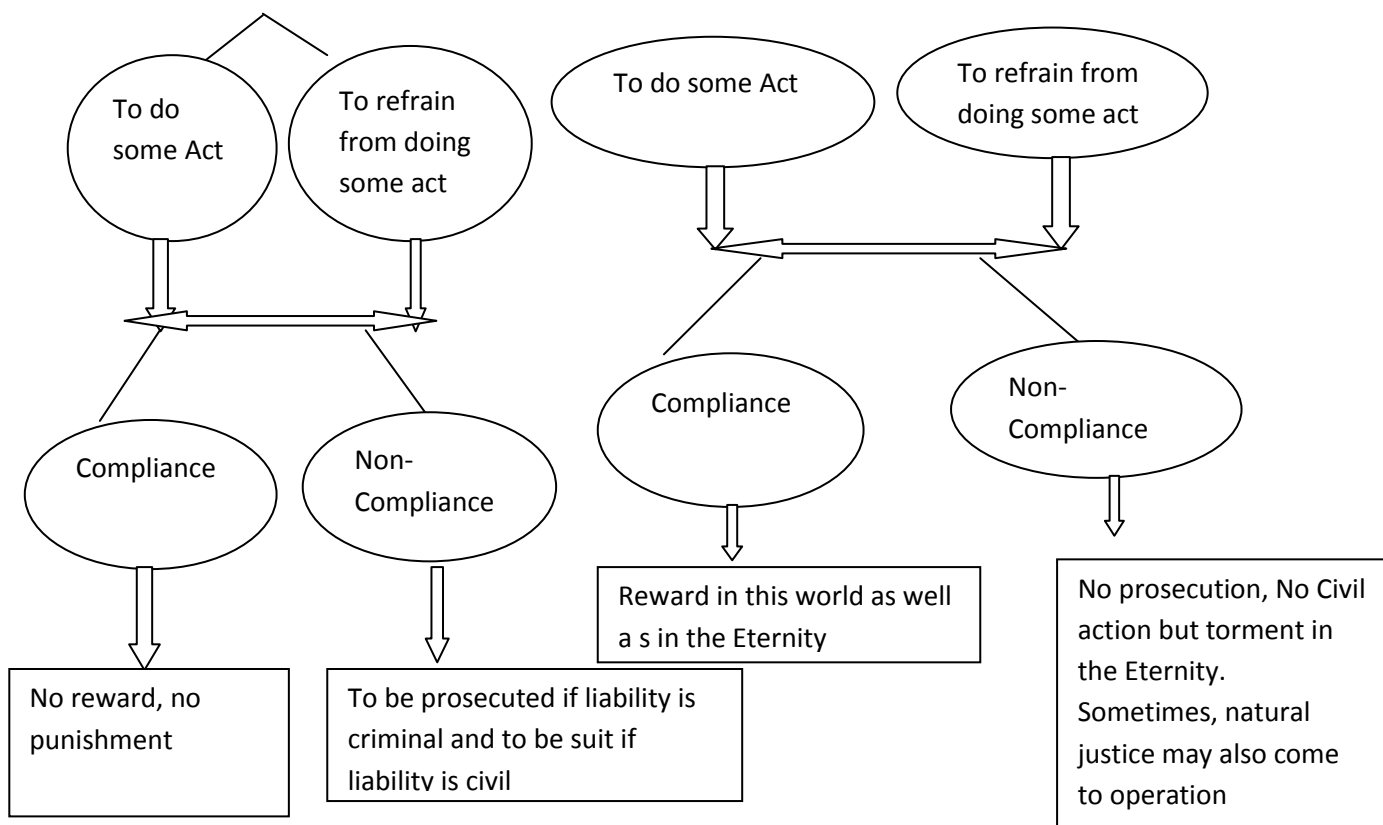 To do
some Act
To refrain
from doing
some act
To do some Act
To refrain from
doing some act
Compliance
Non-
Compliance
Compliance
Non-
Compliance
No reward, no
punishment
To be prosecuted if liability is
criminal and to be suit if
liability is civil
Reward in this world as well
a s in the Eternity
No prosecution, No Civil
action but torment in
the Eternity.
Sometimes, natural
justice may also come
to operation